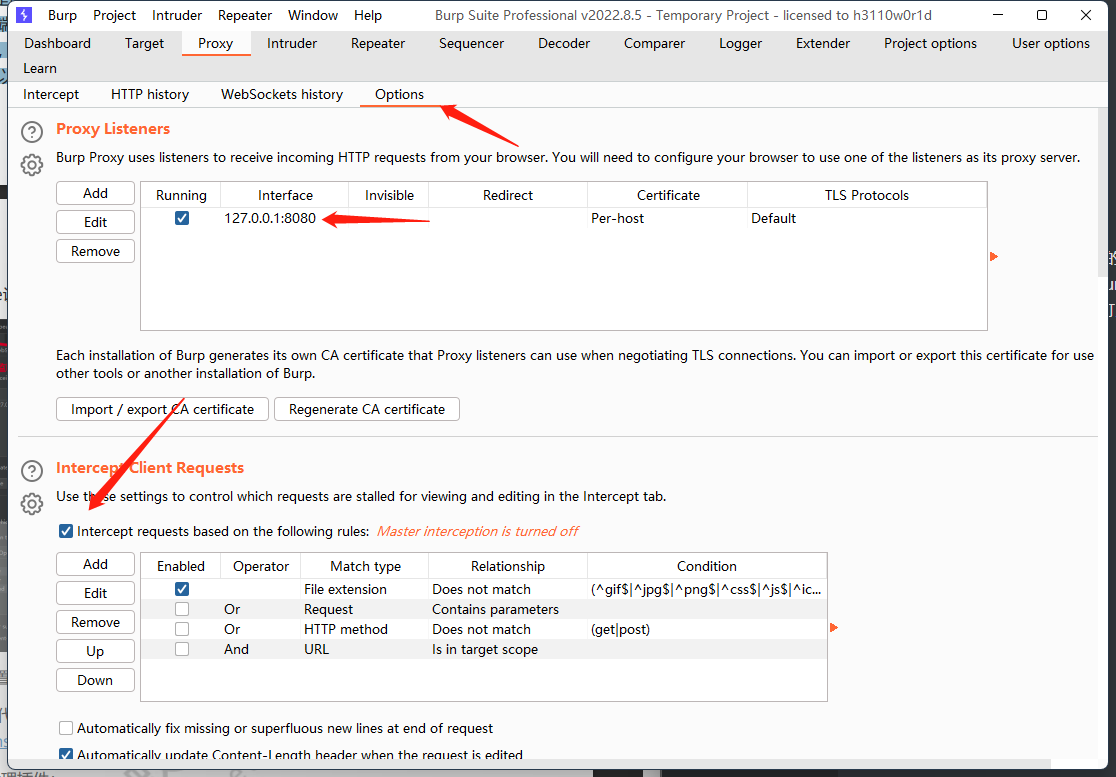 Burp Project Intruder Repeater Window Help Burp Suite Professional v2022.8.5 - Temporary Project - licensed to h3110w0r1d
Dashboard Target Proxy Intruder Repeater Sequencer Decoder Comparer Logger Extender Project options User options
Learn
Intercept HTTP history WebSockets history Options
Proxy Listeners
Burp Proxy uses listeners to receive incoming HTTP requests from your browser. You will need to configure your browser to use one of the listeners as its proxy server.
Add Running Interface Invisible Redirect Certificate TLS Protocols
127.0.0.1:8080 Per-host Default
Edit
Remove
Each installation of Burp generates its own CA certificate that Proxy listeners can use when negotiating TLS connections. You can import or export this certificate for use
other tools or another installation of Burp.
Import / export CA certificate Regenerate CA certificate
Intercept Client Requests
Use these settings to control which requests are stalled for viewing and editing in the Intercept tab.
Intercept requests based on the following rules: Master interception is turned off
Add Enabled Operator Match type Relationship Condition
Edit File extension Does not match (^gif$|^jpg$|^png$|^css$|^js$|^ic...
Remove Or Request Contains parameters
Or HTTP method Does not match (get|post)
Up And URL Is in target scope
Down
Automatically fix missing or superfluous new lines at end of request
Automatically update Content-Length header when the request is edited